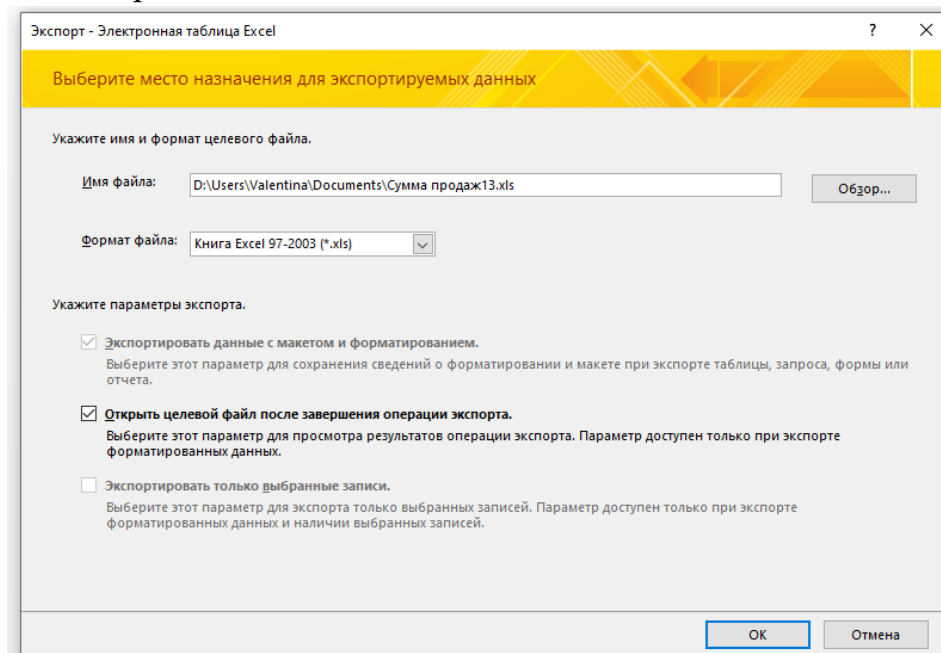 Экспорт - Электронная таблица Excel
?
Выберите место назначения для экспортируемых данных
Укажите имя и формат целевого файла.
Имя файла:
D:\Users\Valentina\Documents\Сумма продаж13.xls
Обзор...
Формат файла:
Книга Excel 97-2003 (*.xls)
Укажите параметры экспорта.
Экспортировать данные с макетом и форматированием.
Выберите этот параметр для сохранения сведений о форматировании и макете при экспорте таблицы, запроса, формы или
отчета.
Открыть целевой файл после завершения операции экспорта.
Выберите этот параметр для просмотра результатов операции экспорта. Параметр доступен только при экспорте
форматированных данных.
Экспортировать только выбранные записи.
Выберите этот параметр для экспорта только выбранных записей. Параметр доступен только при экспорте
форматированных данных и наличии выбранных записей.
ОК
Отмена